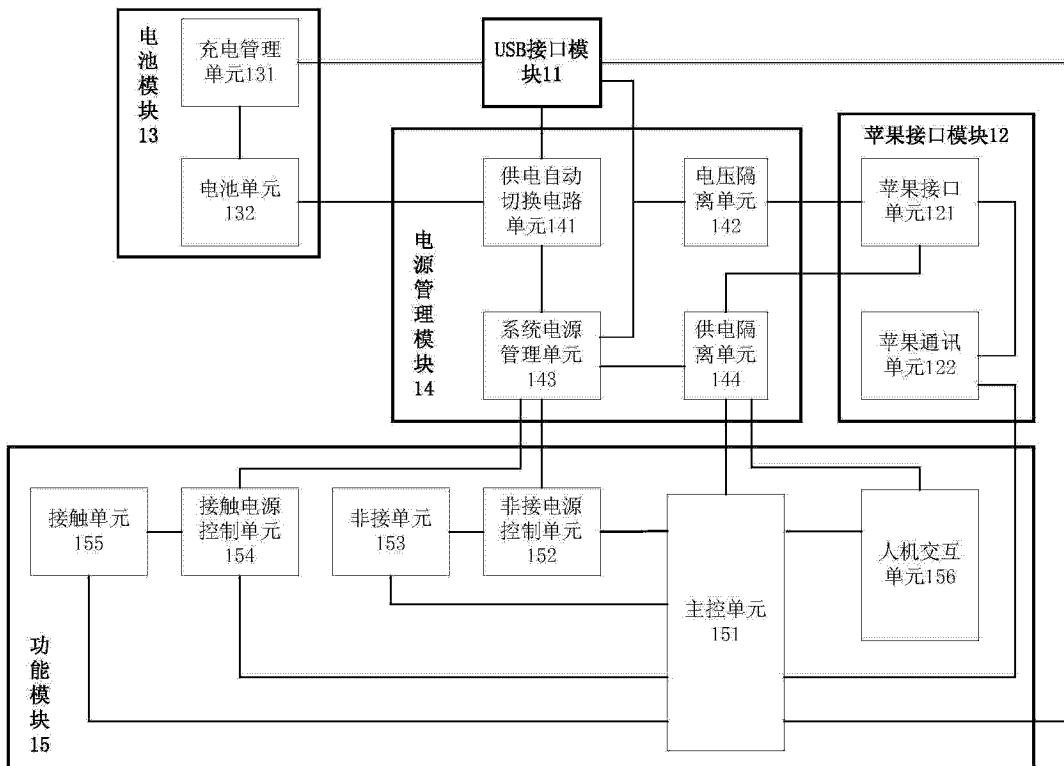 电
池
模
块
13
充电管理
单元131
电池单元
132
USB接口模
块11
电
源
管
理
模
块
14
供电自动
切换电路
单元141
电压隔
离单元
142
系统电源
管理单元
143
供电隔
离单元
144
苹果接口模块12
苹果接口
单元121
苹果通讯
单元122
功
能
模
块
15
接触单元
155
接触电源
控制单元
154
非接单元
153
非接电源
控制单元
152
主控单元
151
人机交互
单元156